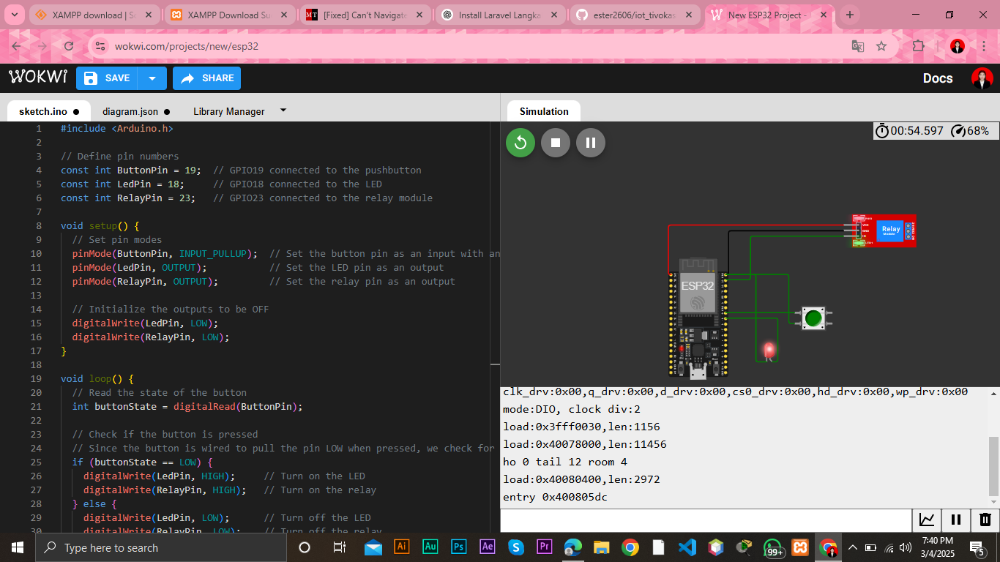 XAMPP download | So
XAMPP Download Su
[Fixed] Can't Navigate
Install Laravel Langka
ester2606/iot_tivokas
New ESP32 Project -
wokwi.com/projects/new/esp32
WOKWI
SAVE
SHARE
Docs
sketch.ino ●
diagram.json ●
Library Manager
Simulation
1 #include <Arduino.h>
2
3 // Define pin numbers
4 const int ButtonPin = 19;  // GPIO19 connected to the pushbutton
5 const int LedPin = 18;     // GPIO18 connected to the LED
6 const int RelayPin = 23;   // GPIO23 connected to the relay module
7
8 void setup() {
9   // Set pin modes
10   pinMode(ButtonPin, INPUT_PULLUP);  // Set the button pin as an input with an
11   pinMode(LedPin, OUTPUT);           // Set the LED pin as an output
12   pinMode(RelayPin, OUTPUT);         // Set the relay pin as an output
13
14   // Initialize the outputs to be OFF
15   digitalWrite(LedPin, LOW);
16   digitalWrite(RelayPin, LOW);
17 }
18
19 void loop() {
20   // Read the state of the button
21   int buttonState = digitalRead(ButtonPin);
22
23   // Check if the button is pressed
24   // Since the button is wired to pull the pin LOW when pressed, we check for
25   if (buttonState == LOW) {
26     digitalWrite(LedPin, HIGH);     // Turn on the LED
27     digitalWrite(RelayPin, HIGH);   // Turn on the relay
28   } else {
29     digitalWrite(LedPin, LOW);      // Turn off the LED
30     digitalWrite(RelayPin, LOW);    // Turn off the relay
00:54.597 68%
VCC
GND
IN
Relay
Module
ESP32
clk_drv:0x00,q_drv:0x00,d_drv:0x00,cs0_drv:0x00,hd_drv:0x00,wp_drv:0x00
mode:DIO, clock div:2
load:0x3fff0030,len:1156
load:0x40078000,len:11456
ho 0 tail 12 room 4
load:0x40080400,len:2972
entry 0x400805dc
Type here to search
Ai
Au
Ps
Ae
Pr
99+
7:40 PM
3/4/2025
5